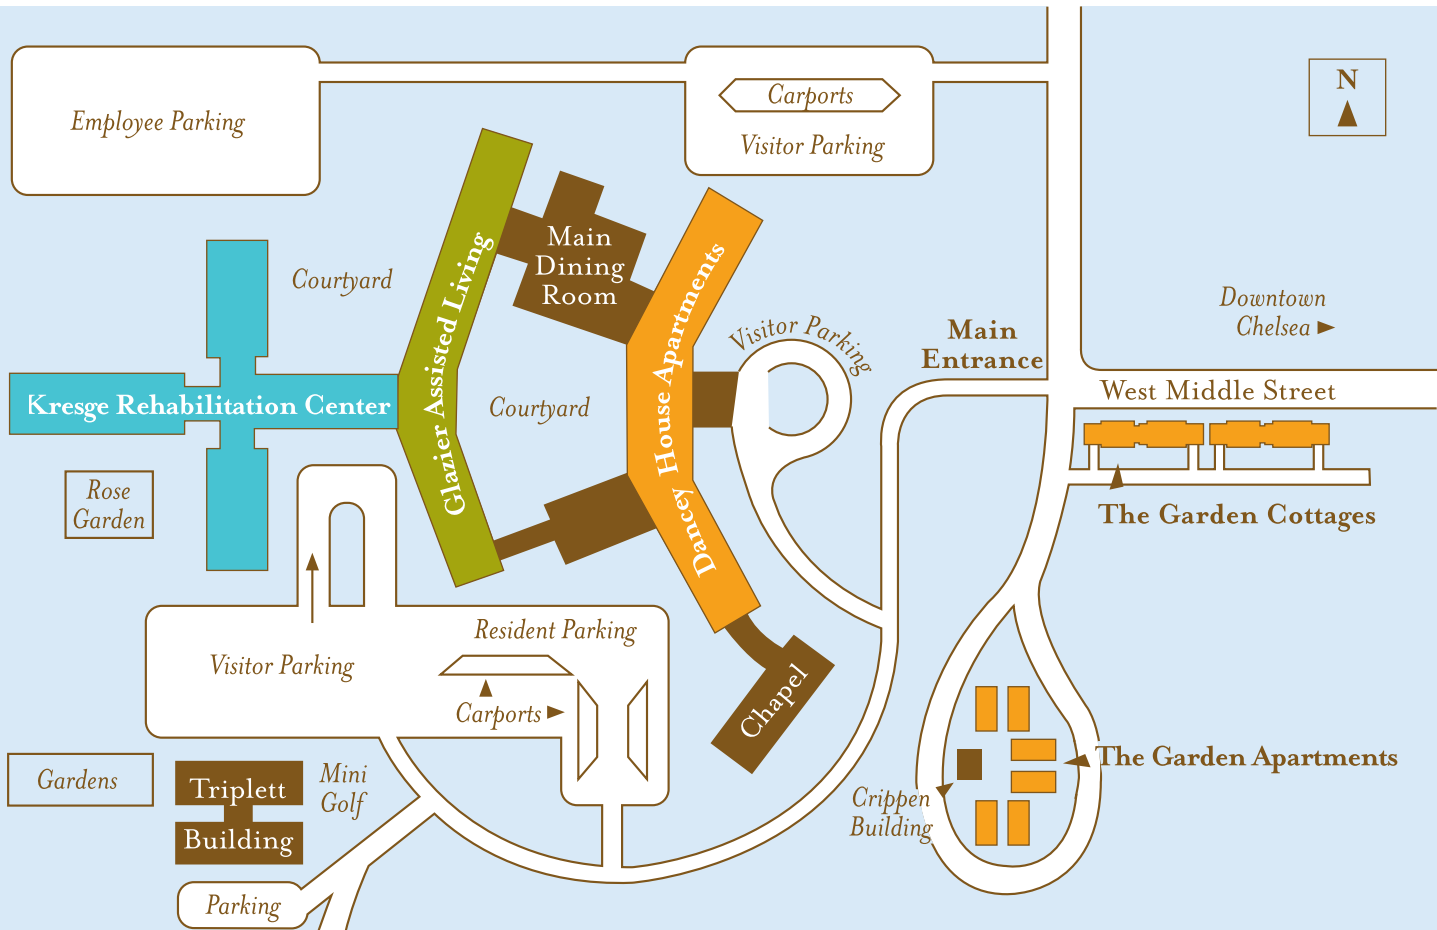 Employee Parking
Carports
Visitor Parking
N
Courtyard
Main
Dining
Room
Glazier Assisted Living
Dancey House Apartments
Visitor Parking
Main
Entrance
Downtown
Chelsea
West Middle Street
Kresge Rehabilitation Center
Courtyard
Rose
Garden
The Garden Cottages
Resident Parking
Visitor Parking
Carports
Chapel
Gardens
Triplett
Building
Mini
Golf
Crippen
Building
The Garden Apartments
Parking